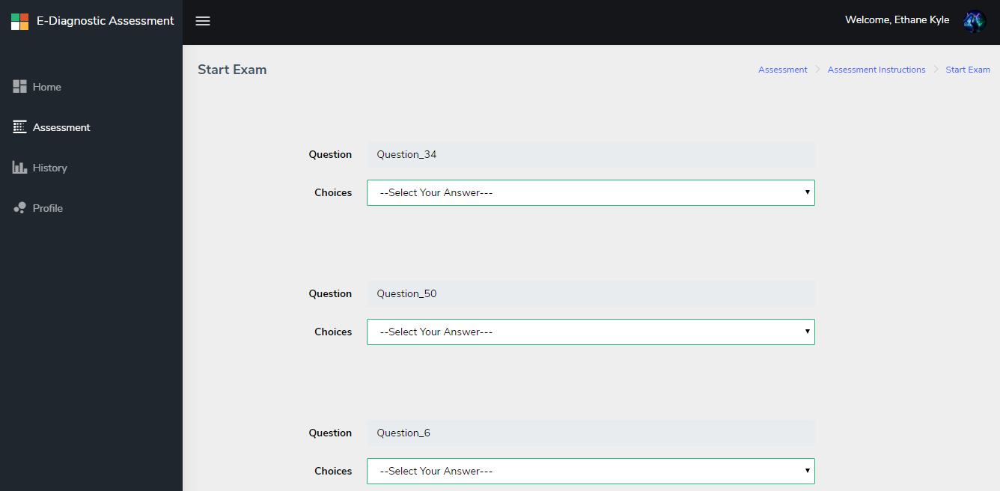 E-Diagnostic Assessment
Welcome, Ethane Kyle
Home
Assessment
History
Profile
Start Exam
Assessment
Assessment Instructions
Start Exam
Question Question_34
Choices --Select Your Answer---
Question Question_50
Choices --Select Your Answer---
Question Question_6
Choices --Select Your Answer---